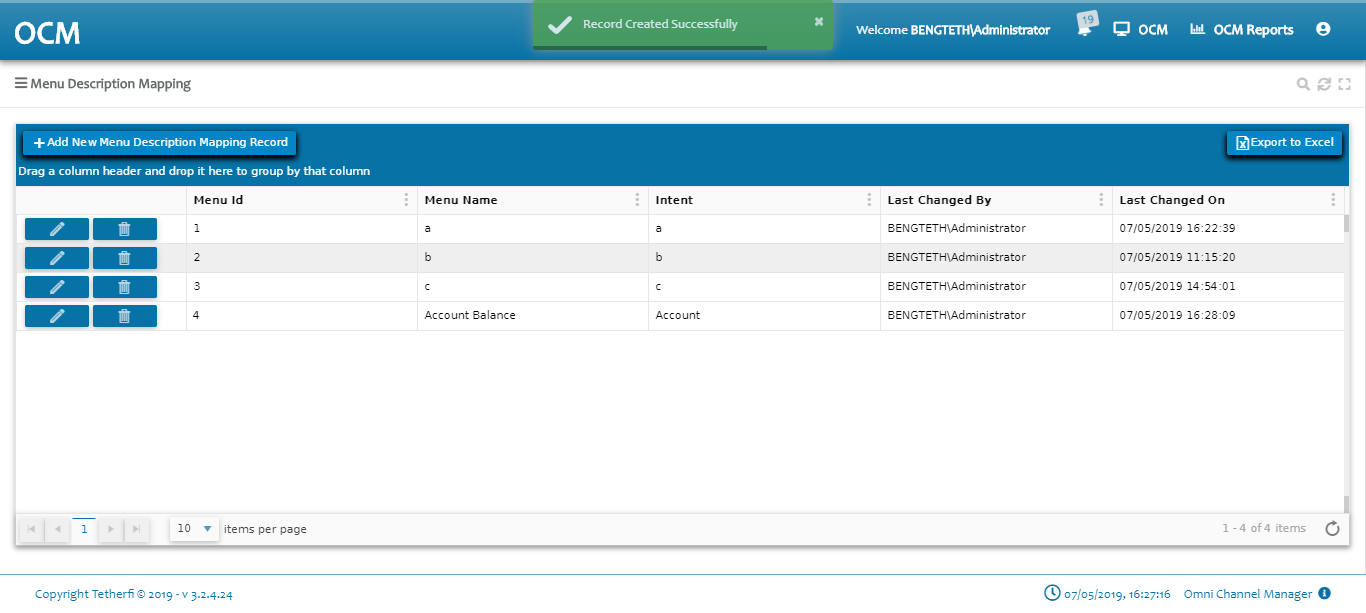 OCM
Record Created Successfully
Welcome BENGTETH\Administrator
19
OCM
OCM Reports
Menu Description Mapping
Add New Menu Description Mapping Record
Export to Excel
Drag a column header and drop it here to group by that column
Menu Id Menu Name Intent Last Changed By Last Changed On
1 a a BENGTETH\Administrator 07/05/2019 16:22:39
2 b b BENGTETH\Administrator 07/05/2019 11:15:20
3 c c BENGTETH\Administrator 07/05/2019 14:54:01
4 Account Balance Account BENGTETH\Administrator 07/05/2019 16:28:09
1 10 items per page 1 - 4 of 4 items
Copyright Tetherfi © 2019 - v 3.2.4.24 07/05/2019, 16:27:16 Omni Channel Manager